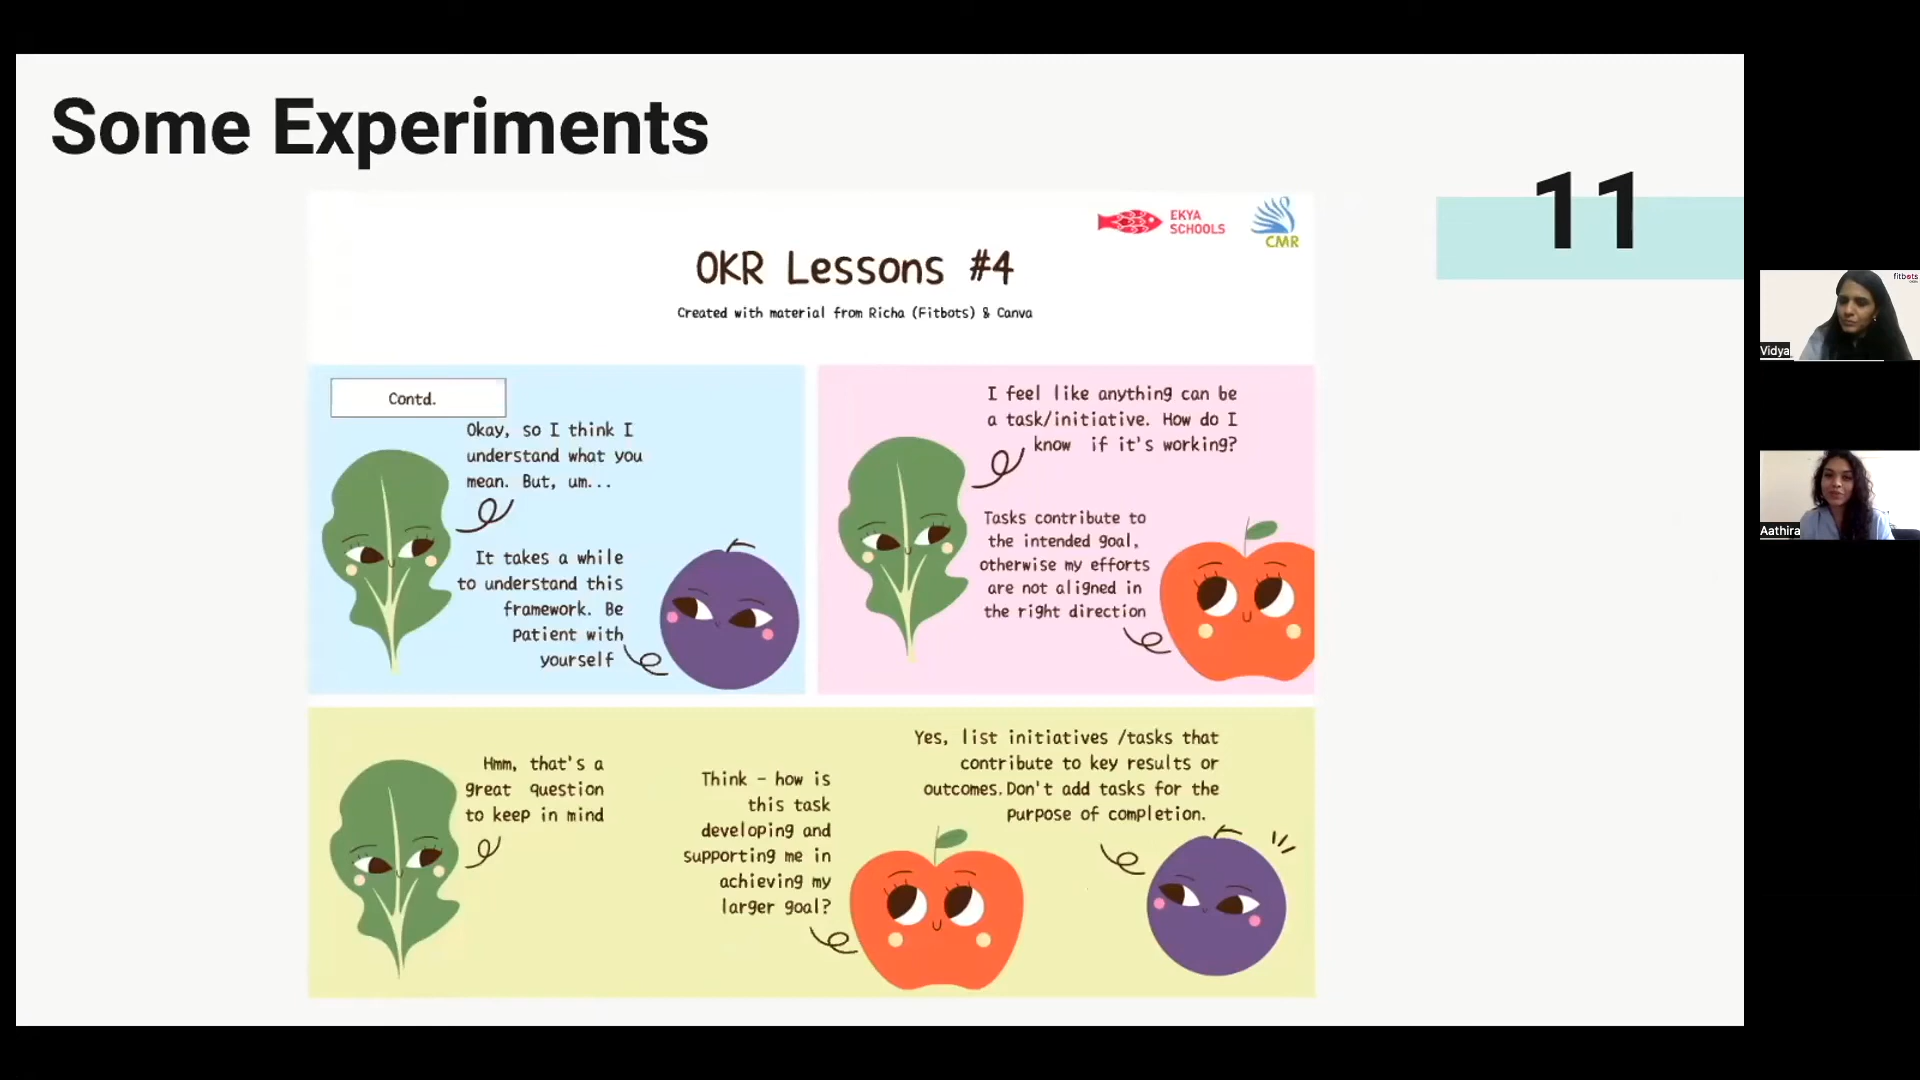 Some Experiments
11
EKYA
SCHOOLS
CMR
OKR Lessons #4
Created with material from Richa (Fitbots) & Canva
Contd.
Okay, so I think I
understand what you
mean. But, um...
It takes a while
to understand this
framework. Be
patient with
yourself
I feel like anything can be
a task/initiative. How do I
know if it's working?
Tasks contribute to
the intended goal,
otherwise my efforts
are not aligned in
the right direction
Hmm, that's a
great question
to keep in mind
Think - how is
this task
developing and
supporting me in
achieving my
larger goal?
Yes, list initiatives /tasks that
contribute to key results or
outcomes. Don't add tasks for the
purpose of completion.
fitbots
Vidya
Aathira